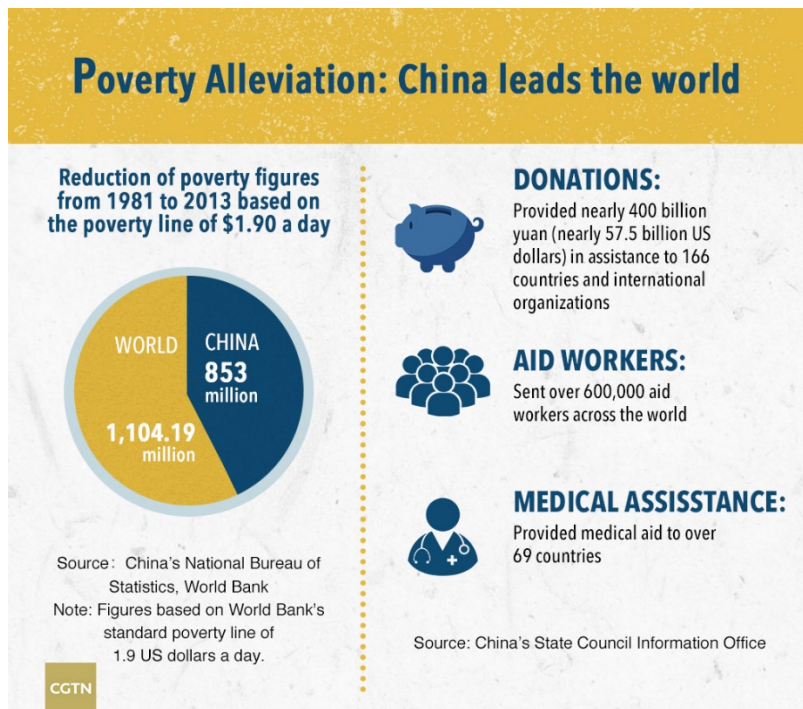 Poverty Alleviation: China leads the world
Reduction of poverty figures
from 1981 to 2013 based on
the poverty line of $1.90 a day
WORLD
1,104.19
million
CHINA
853
million
Source： China's National Bureau of
Statistics, World Bank
Note: Figures based on World Bank's
standard poverty line of
1.9 US dollars a day.
CGTN
DONATIONS:
Provided nearly 400 billion
yuan (nearly 57.5 billion US
dollars) in assistance to 166
countries and international
organizations
AID WORKERS:
Sent over 600,000 aid
workers across the world
MEDICAL ASSISSTANCE:
Provided medical aid to over
69 countries
Source: China's State Council Information Office